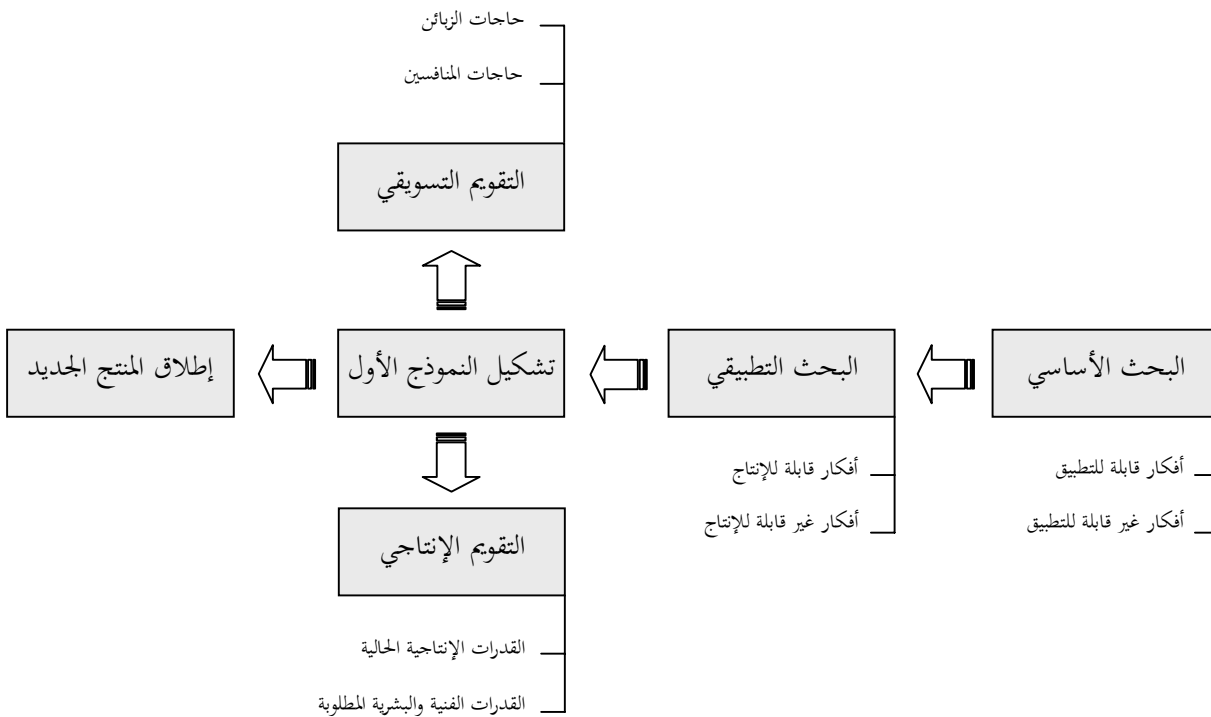 حاجات الزبائن
حاجات المنافسين
التقويم التسويقي
البحث الأساسي
البحث التطبيقي
تشكيل النموذج الأول
إطلاق المنتج الجديد
أفكار قابلة للتطبيق
أفكار غير قابلة للتطبيق
أفكار قابلة للإنتاج
أفكار غير قابلة للإنتاج
التقويم الإنتاجي
القدرات الإنتاجية الحالية
القدرات الفنية والبشرية المطلوبة